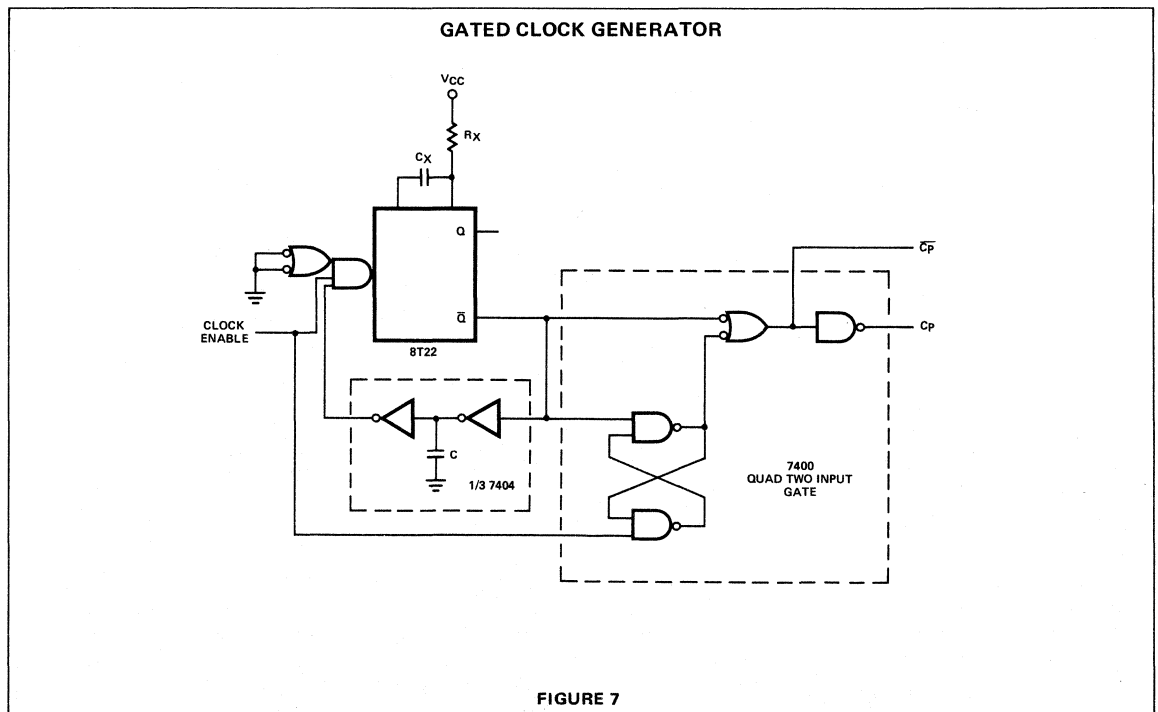 GATED CLOCK GENERATOR
VCC
RX
CX
Q
Q̅
CLOCK
ENABLE
8T22
C
1/3 7404
7400
QUAD TWO INPUT
GATE
C̅P̅
CP
FIGURE 7